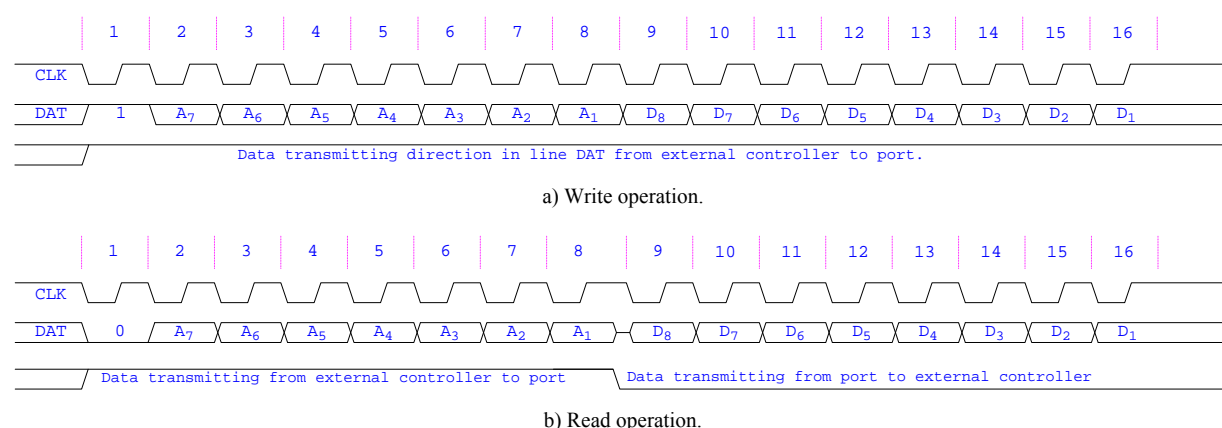 1 2 3 4 5 6 7 8 9 10 11 12 13 14 15 16
CLK
DAT 1 A7 A6 A5 A4 A3 A2 A1 D8 D7 D6 D5 D4 D3 D2 D1
Data transmitting direction in line DAT from external controller to port.
a) Write operation.
1 2 3 4 5 6 7 8 9 10 11 12 13 14 15 16
CLK
DAT 0 A7 A6 A5 A4 A3 A2 A1 D8 D7 D6 D5 D4 D3 D2 D1
Data transmitting from external controller to port Data transmitting from port to external controller
b) Read operation.